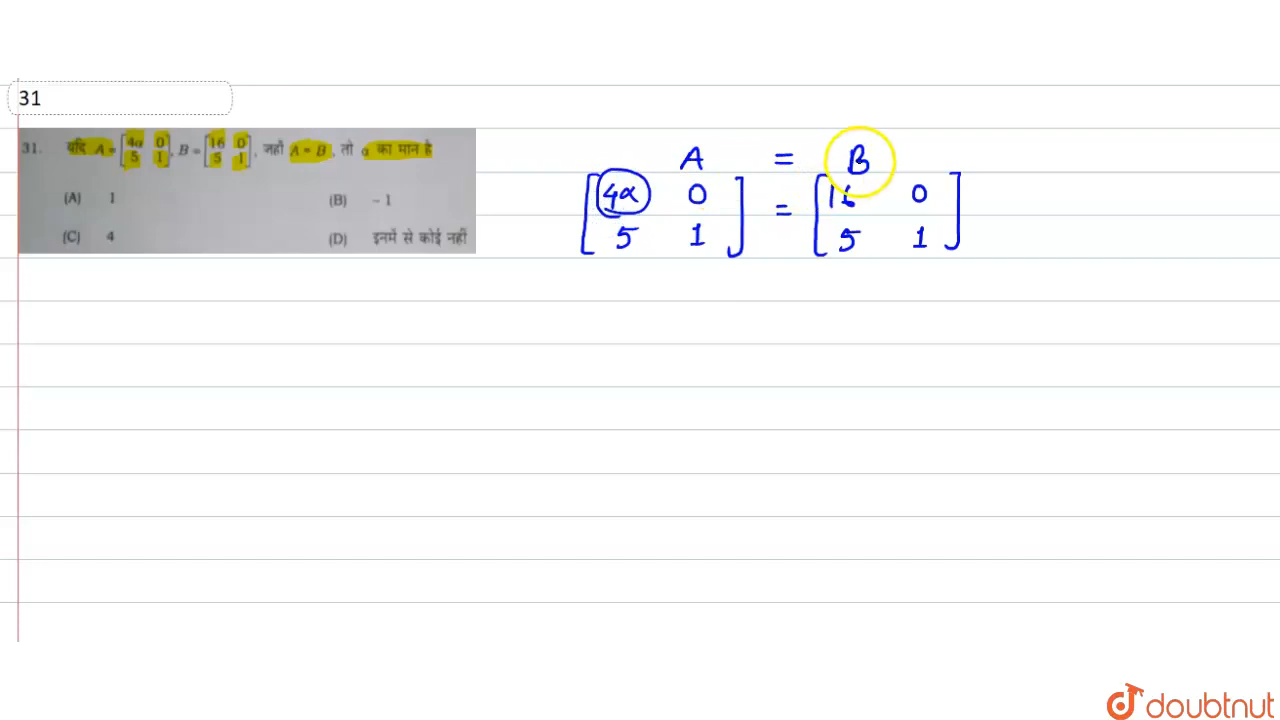 31
31. यदि A = [4α 0 5 1], B = [16 0 5 1], जहाँ A = B, तो α का मान है
(A) 1 (B) – 1
(C) 4 (D) इनमें से कोई नहीं
A = B
[4α 0] = [16 0]
[5 1] [5 1]
doubtnut